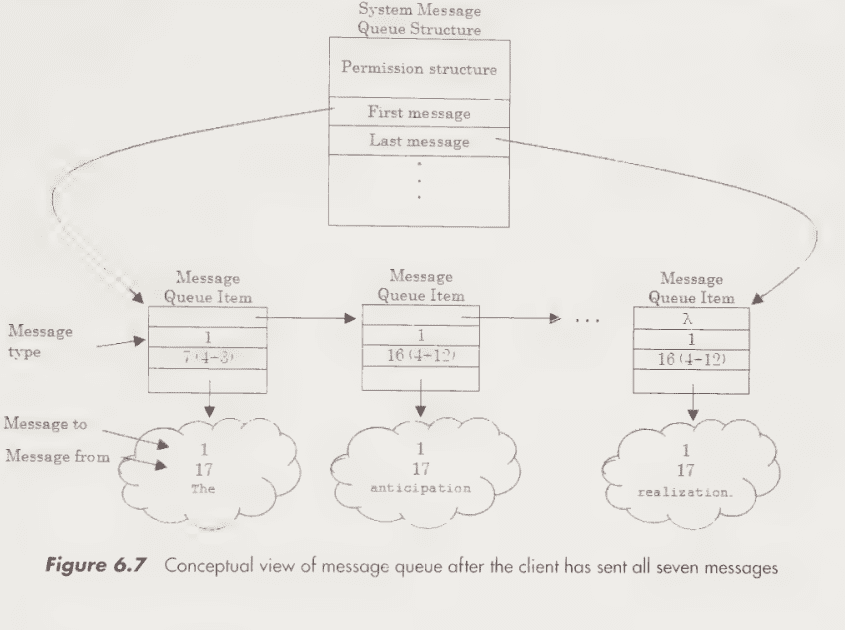 System Message
Queue Structure
Permission structure
First message
Last message
.
.
.
Message
Queue Item
Message
Queue Item
Message
Queue Item
...
λ
Message
type
1
1
1
7(4+3)
16(4+12)
16(4+12)
Message to
1
1
1
Message from
17
17
17
The
anticipation
realization.
Figure 6.7 Conceptual view of message queue after the client has sent all seven messages